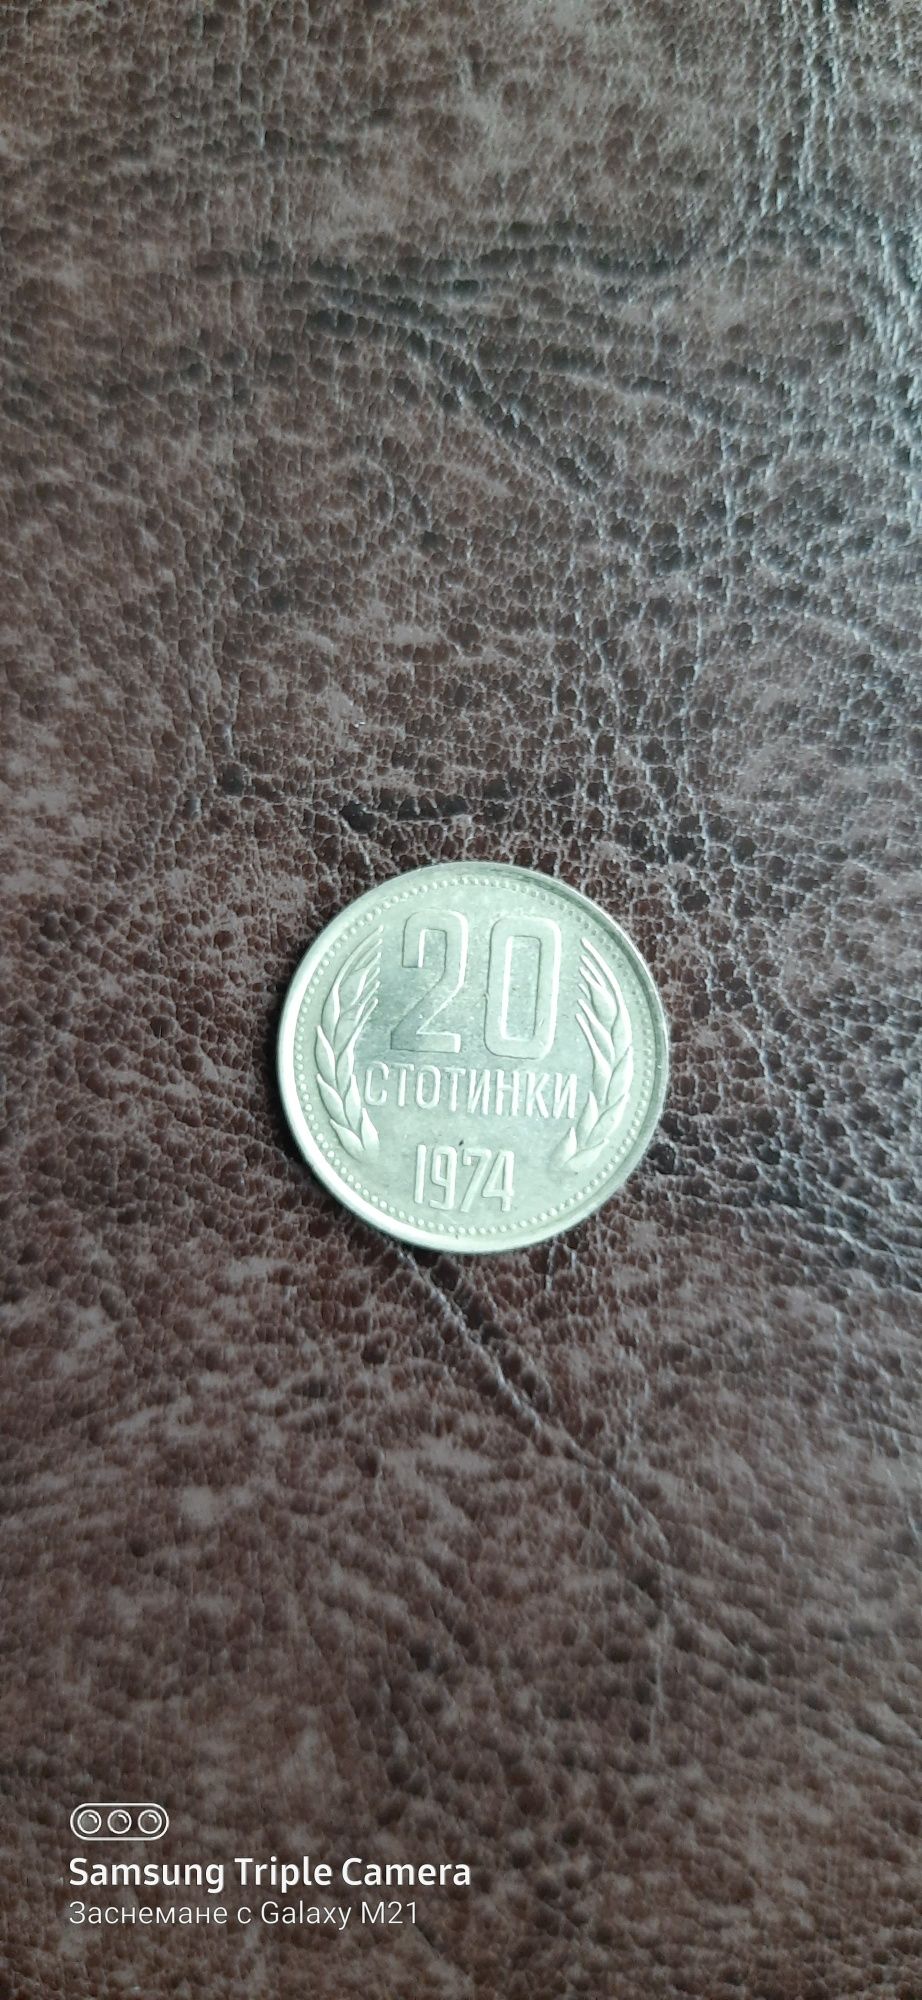 20
СТОТИНКИ
1974
Samsung Triple Camera
Заснемане с Galaxy M21